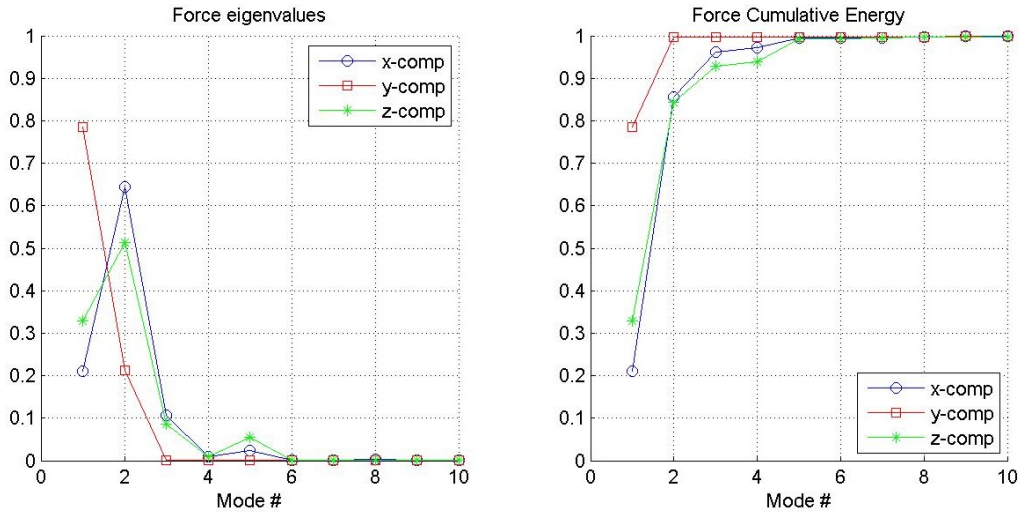 Force eigenvalues
1
0.9
0.8
0.7
0.6
0.5
0.4
0.3
0.2
0.1
0
0 2 4 6 8 10
Mode #
x-comp
y-comp
z-comp
Force Cumulative Energy
1
0.9
0.8
0.7
0.6
0.5
0.4
0.3
0.2
0.1
0
0 2 4 6 8 10
Mode #
x-comp
y-comp
z-comp